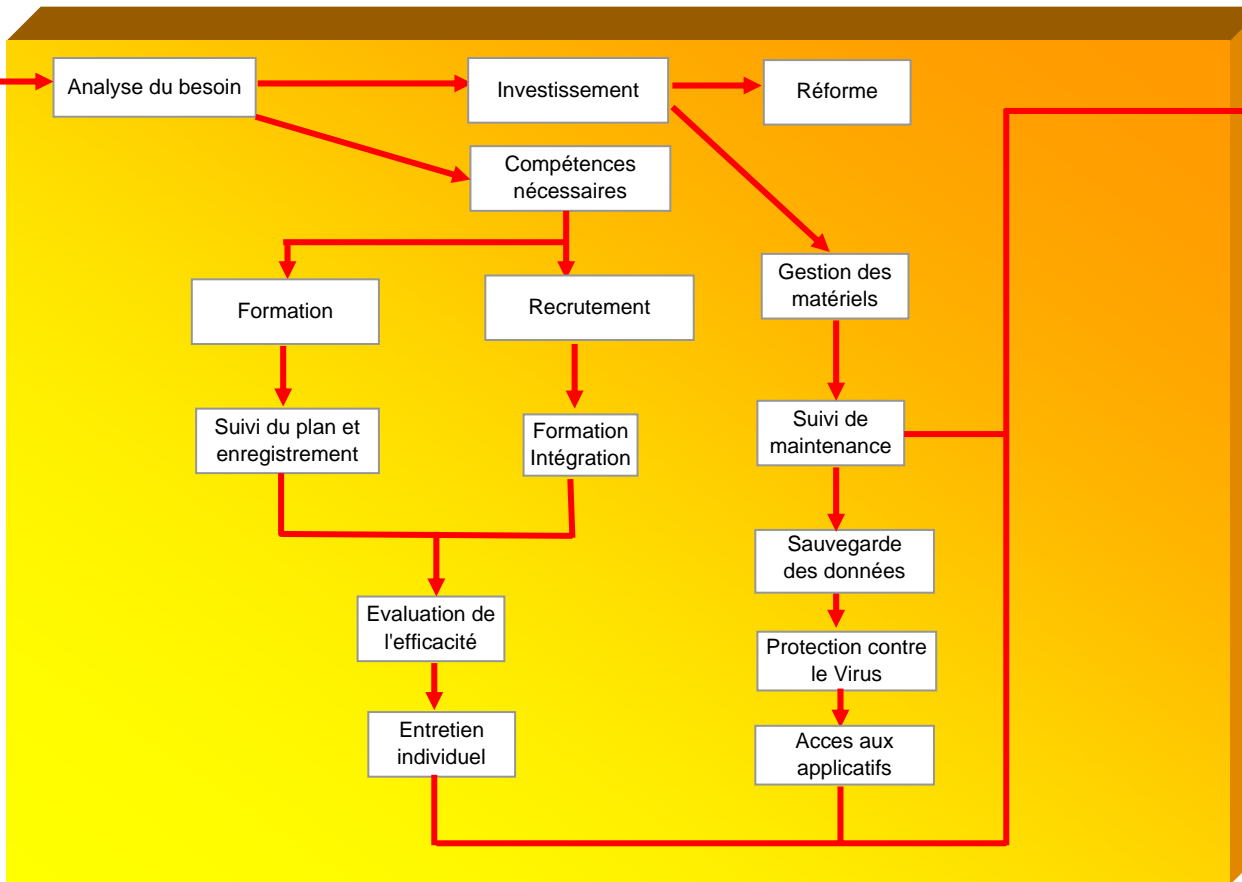 Analyse du besoin
Investissement
Réforme
Compétences
nécessaires
Gestion des
matériels
Formation
Recrutement
Suivi du plan et
enregistrement
Formation
Intégration
Suivi de
maintenance
Sauvegarde
des données
Evaluation de
l'efficacité
Protection contre
le Virus
Entretien
individuel
Acces aux
applicatifs